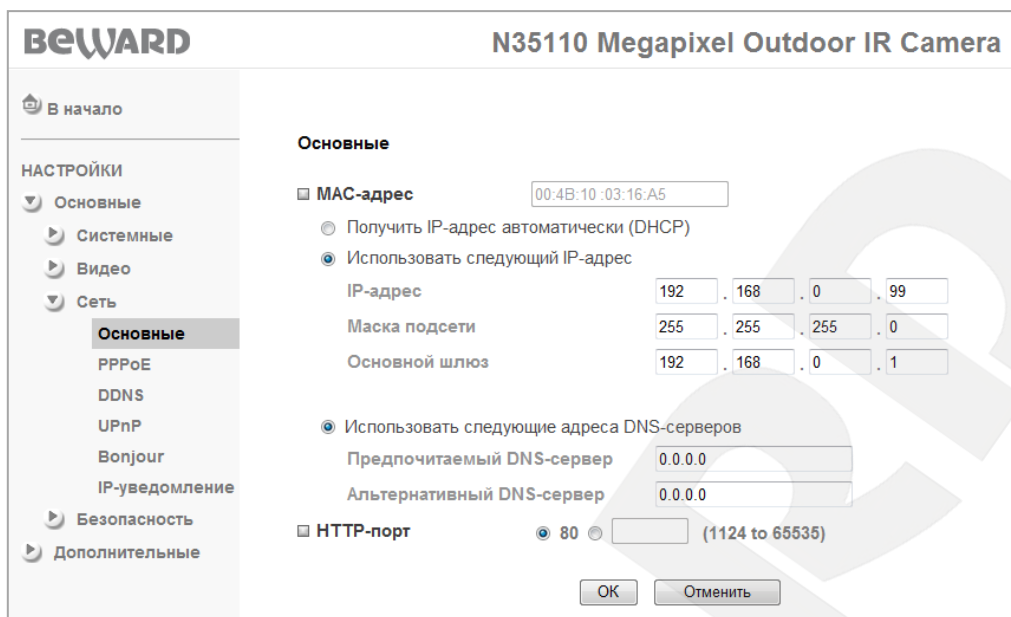 BEWARD
N35110 Megapixel Outdoor IR Camera
В начало
НАСТРОЙКИ
Основные
Системные
Видео
Сеть
Основные
PPPoE
DDNS
UPnP
Bonjour
IP-уведомление
Безопасность
Дополнительные
Основные
MAC-адрес 00:4B:10 :03:16:A5
Получить IP-адрес автоматически (DHCP)
Использовать следующий IP-адрес
IP-адрес 192 . 168 . 0 . 99
Маска подсети 255 . 255 . 255 . 0
Основной шлюз 192 . 168 . 0 . 1
Использовать следующие адреса DNS-серверов
Предпочитаемый DNS-сервер 0.0.0.0
Альтернативный DNS-сервер 0.0.0.0
HTTP-порт 80 (1124 to 65535)
OK Отменить